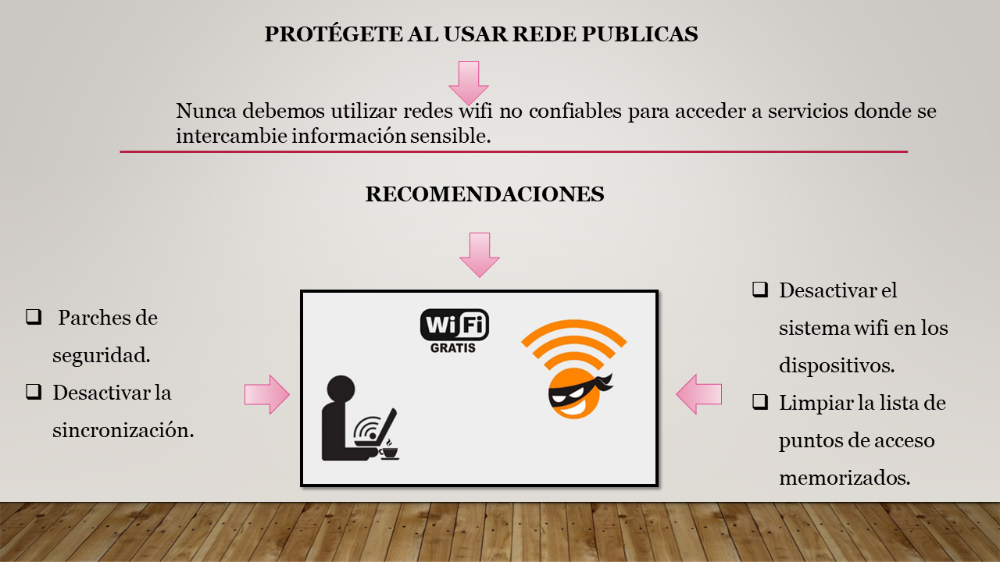 PROTÉGETE AL USAR REDE PUBLICAS
Nunca debemos utilizar redes wifi no confiables para acceder a servicios donde se
intercambie información sensible.
RECOMENDACIONES
Parches de
seguridad.
Desactivar la
sincronización.
WiFi
GRATIS
Desactivar el
sistema wifi en los
dispositivos.
Limpiar la lista de
puntos de acceso
memorizados.